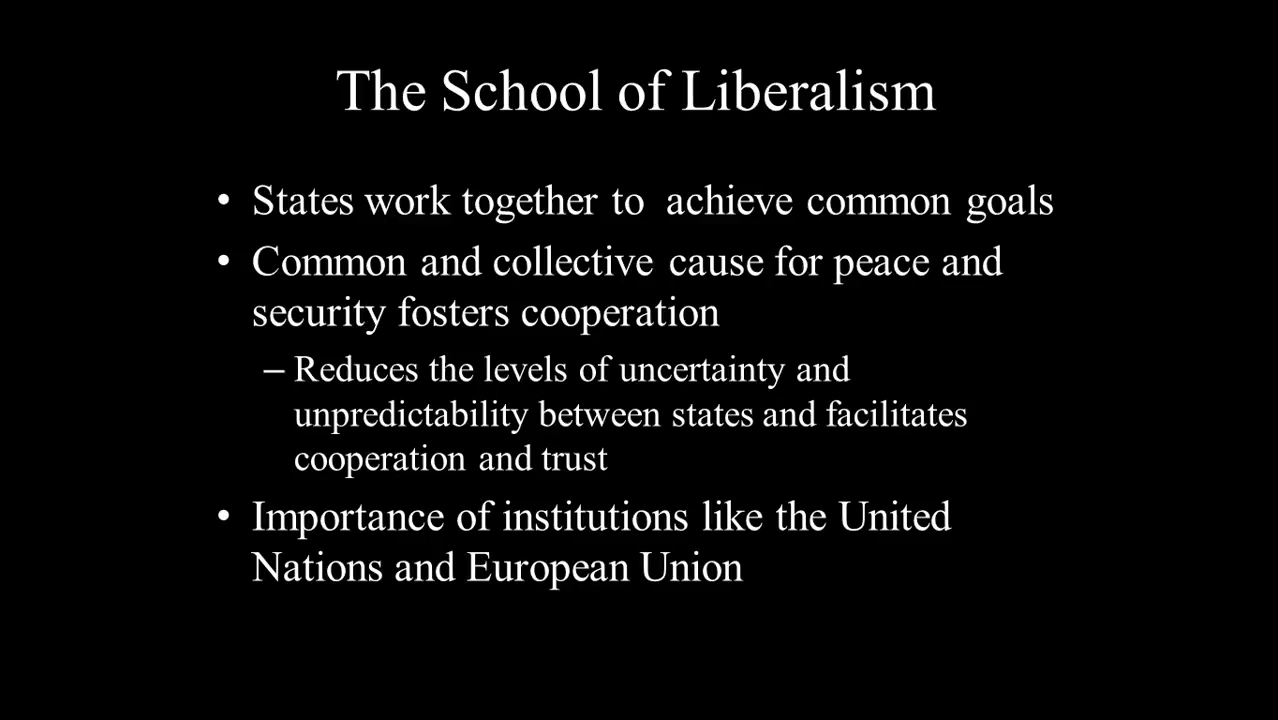 The School of Liberalism
• States work together to  achieve common goals
• Common and collective cause for peace and
security fosters cooperation
– Reduces the levels of uncertainty and
unpredictability between states and facilitates
cooperation and trust
• Importance of institutions like the United
Nations and European Union